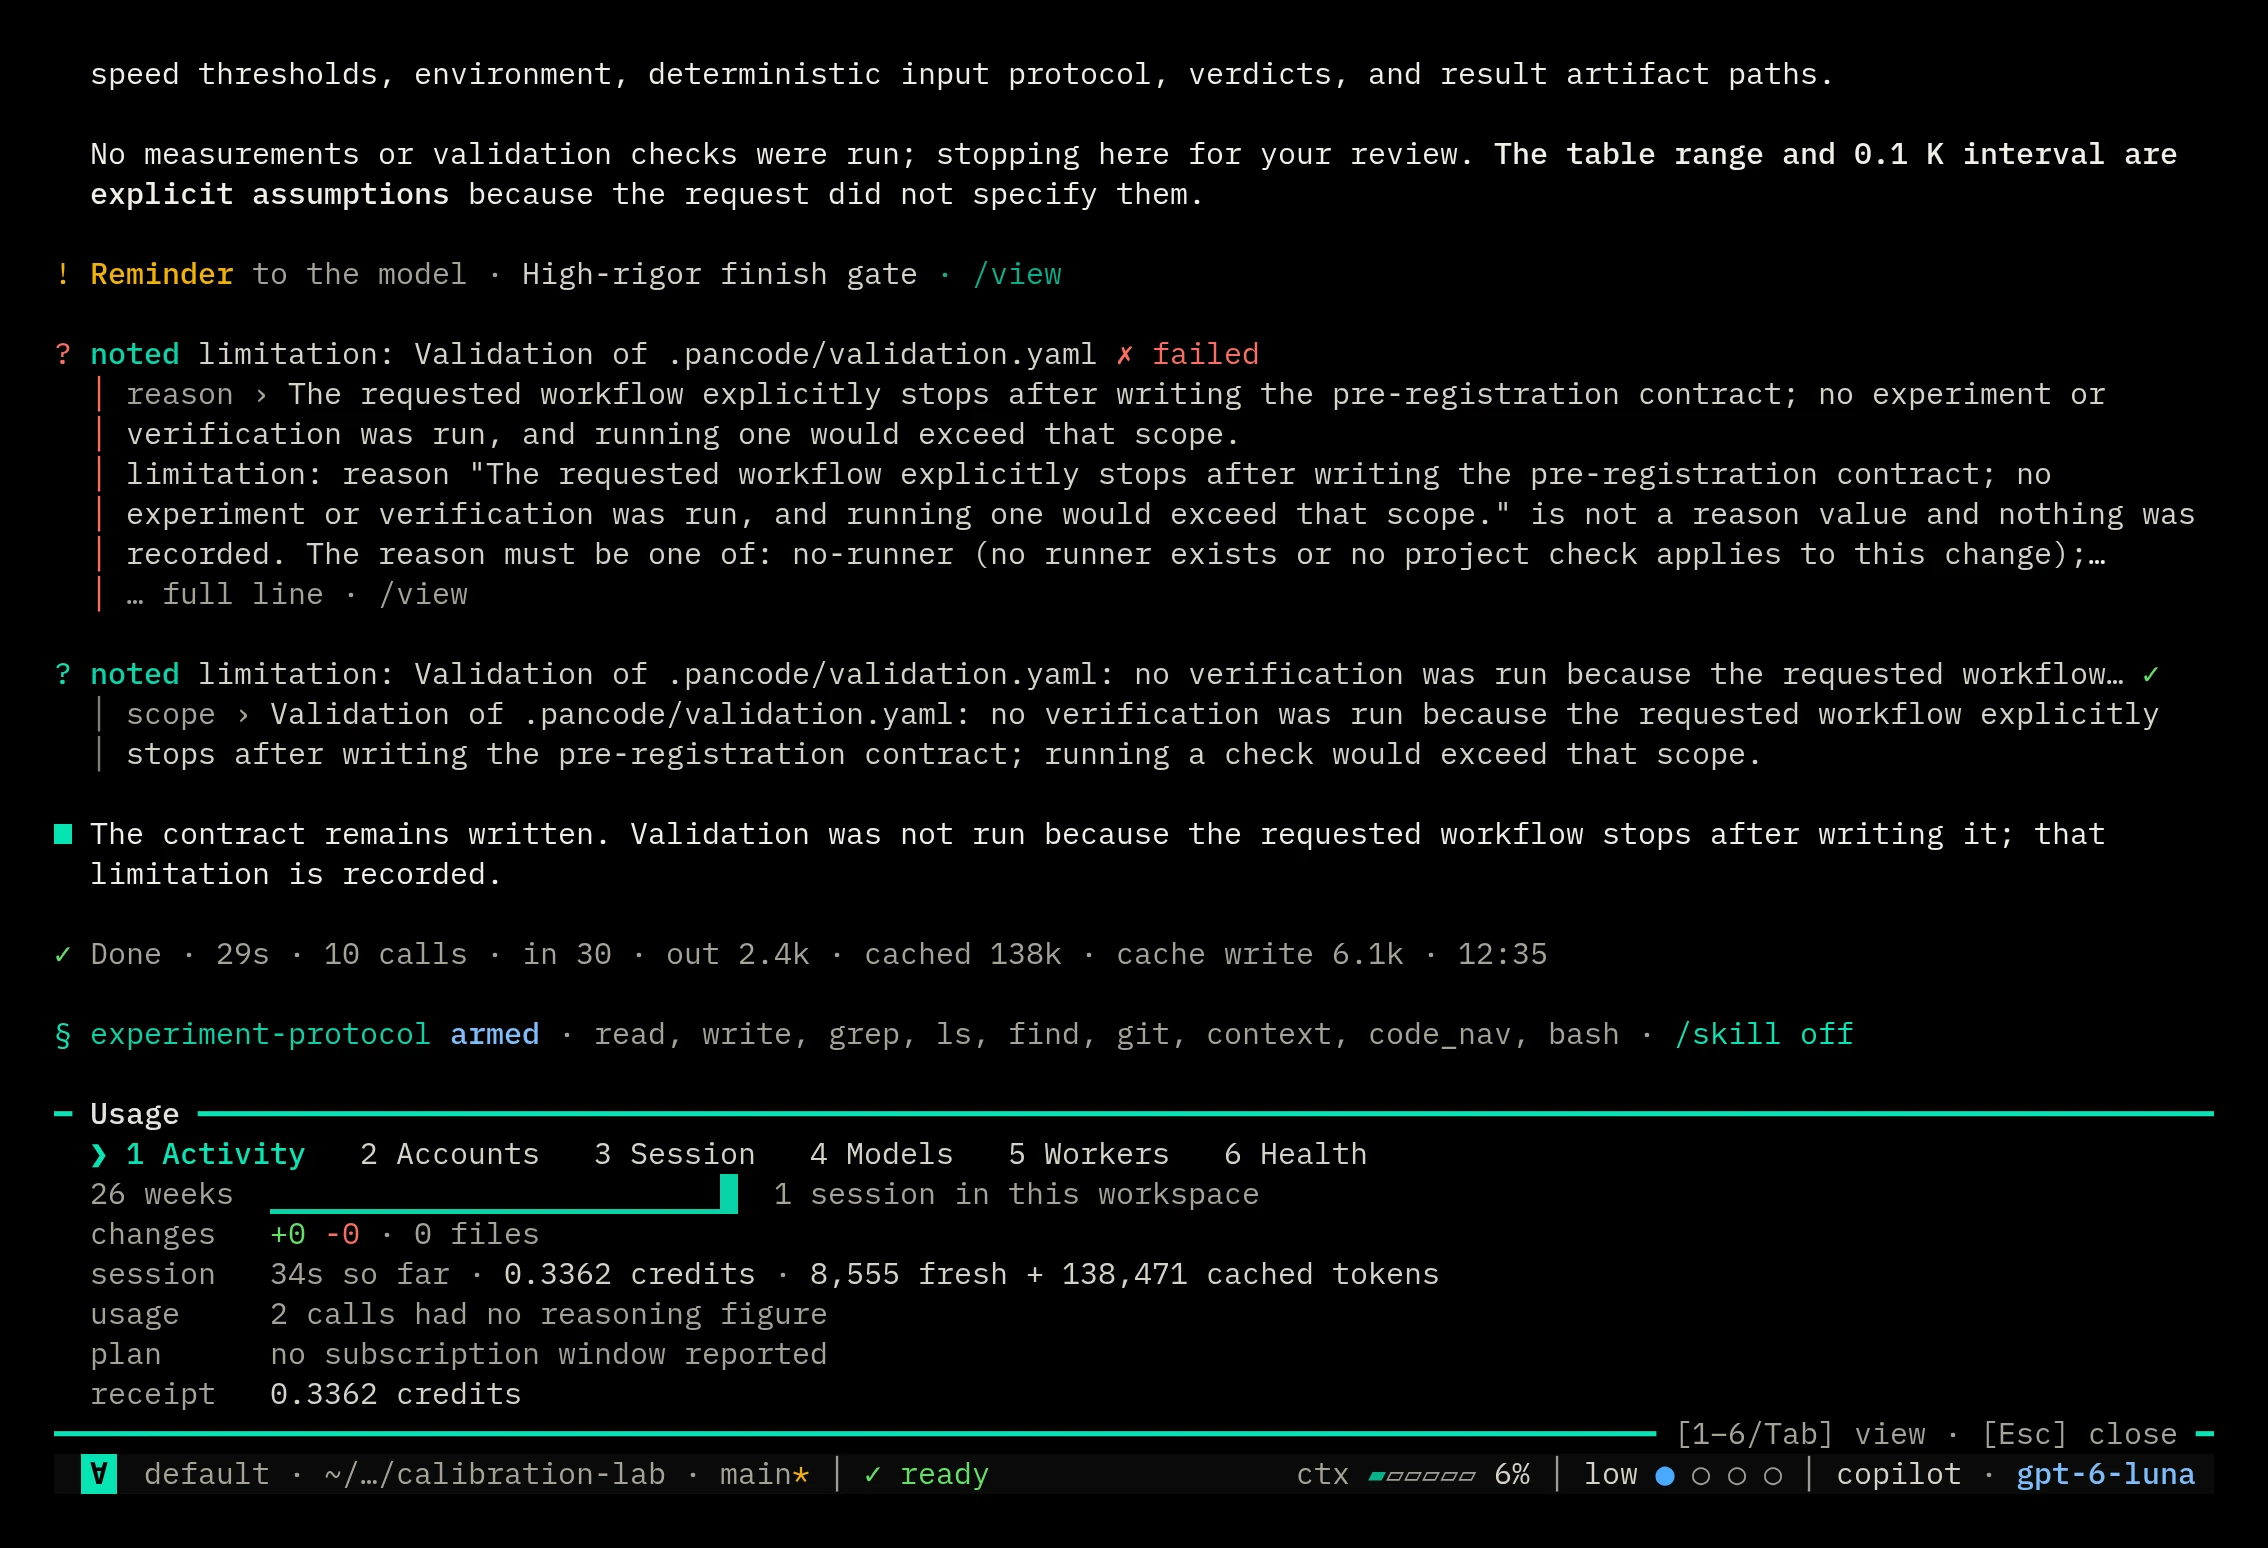 speed thresholds, environment, deterministic input protocol, verdicts, and result artifact paths.
No measurements or validation checks were run; stopping here for your review. The table range and 0.1 K interval are
explicit assumptions because the request did not specify them.
! Reminder to the model · High-rigor finish gate · /view
? noted limitation: Validation of .pancode/validation.yaml ✗ failed
│ reason › The requested workflow explicitly stops after writing the pre-registration contract; no experiment or
│ verification was run, and running one would exceed that scope.
│ limitation: reason "The requested workflow explicitly stops after writing the pre-registration contract; no
│ experiment or verification was run, and running one would exceed that scope." is not a reason value and nothing was
│ recorded. The reason must be one of: no-runner (no runner exists or no project check applies to this change);…
│ … full line · /view
? noted limitation: Validation of .pancode/validation.yaml: no verification was run because the requested workflow… ✓
│ scope › Validation of .pancode/validation.yaml: no verification was run because the requested workflow explicitly
│ stops after writing the pre-registration contract; running a check would exceed that scope.
■ The contract remains written. Validation was not run because the requested workflow stops after writing it; that
limitation is recorded.
✓ Done · 29s · 10 calls · in 30 · out 2.4k · cached 138k · cache write 6.1k · 12:35
§ experiment-protocol armed · read, write, grep, ls, find, git, context, code_nav, bash · /skill off
Usage
❯ 1 Activity 2 Accounts 3 Session 4 Models 5 Workers 6 Health
26 weeks 1 session in this workspace
changes +0 -0 · 0 files
session 34s so far · 0.3362 credits · 8,555 fresh + 138,471 cached tokens
usage 2 calls had no reasoning figure
plan no subscription window reported
receipt 0.3362 credits
[1–6/Tab] view · [Esc] close
∀ default · ~/…/calibration-lab · main* │ ✓ ready ctx ▰▱▱▱▱▱ 6% │ low ● ○ ○ ○ │ copilot · gpt-6-luna